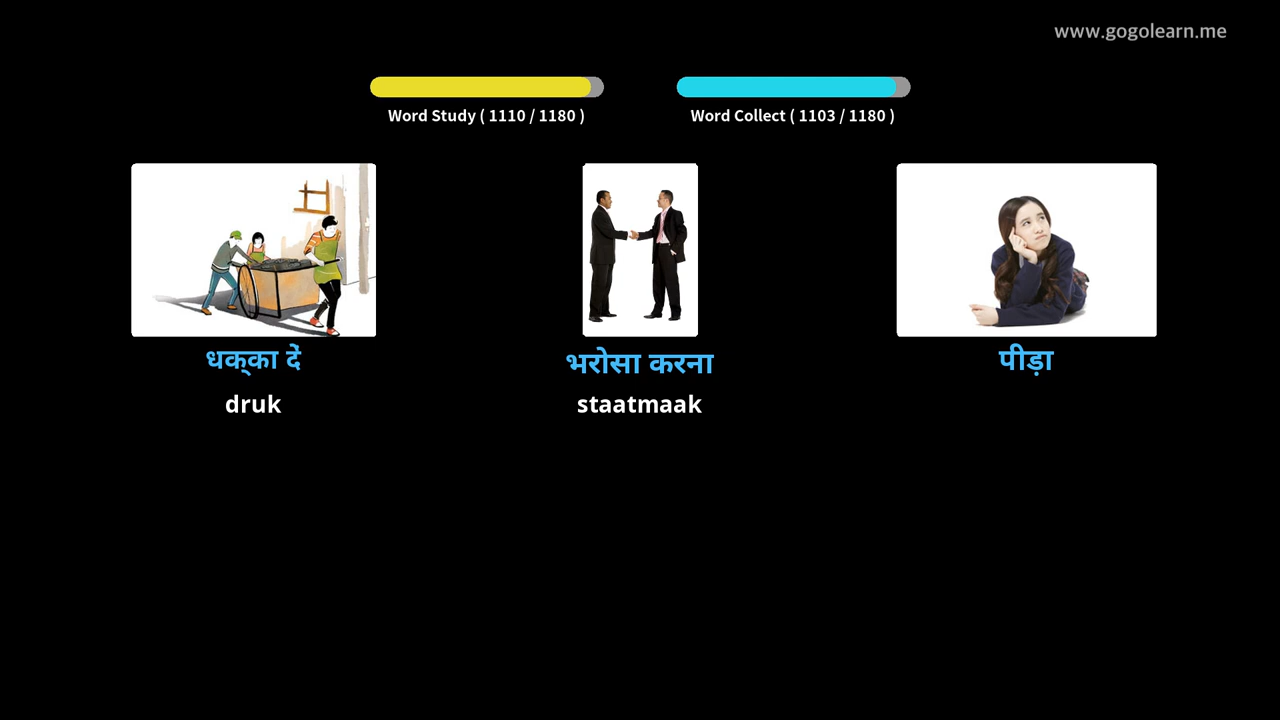 www.gogolearn.me
Word Study ( 1110 / 1180 )
Word Collect ( 1103 / 1180 )
धक्का दें
भरोसा करना
पीड़ा
druk
staatmaak